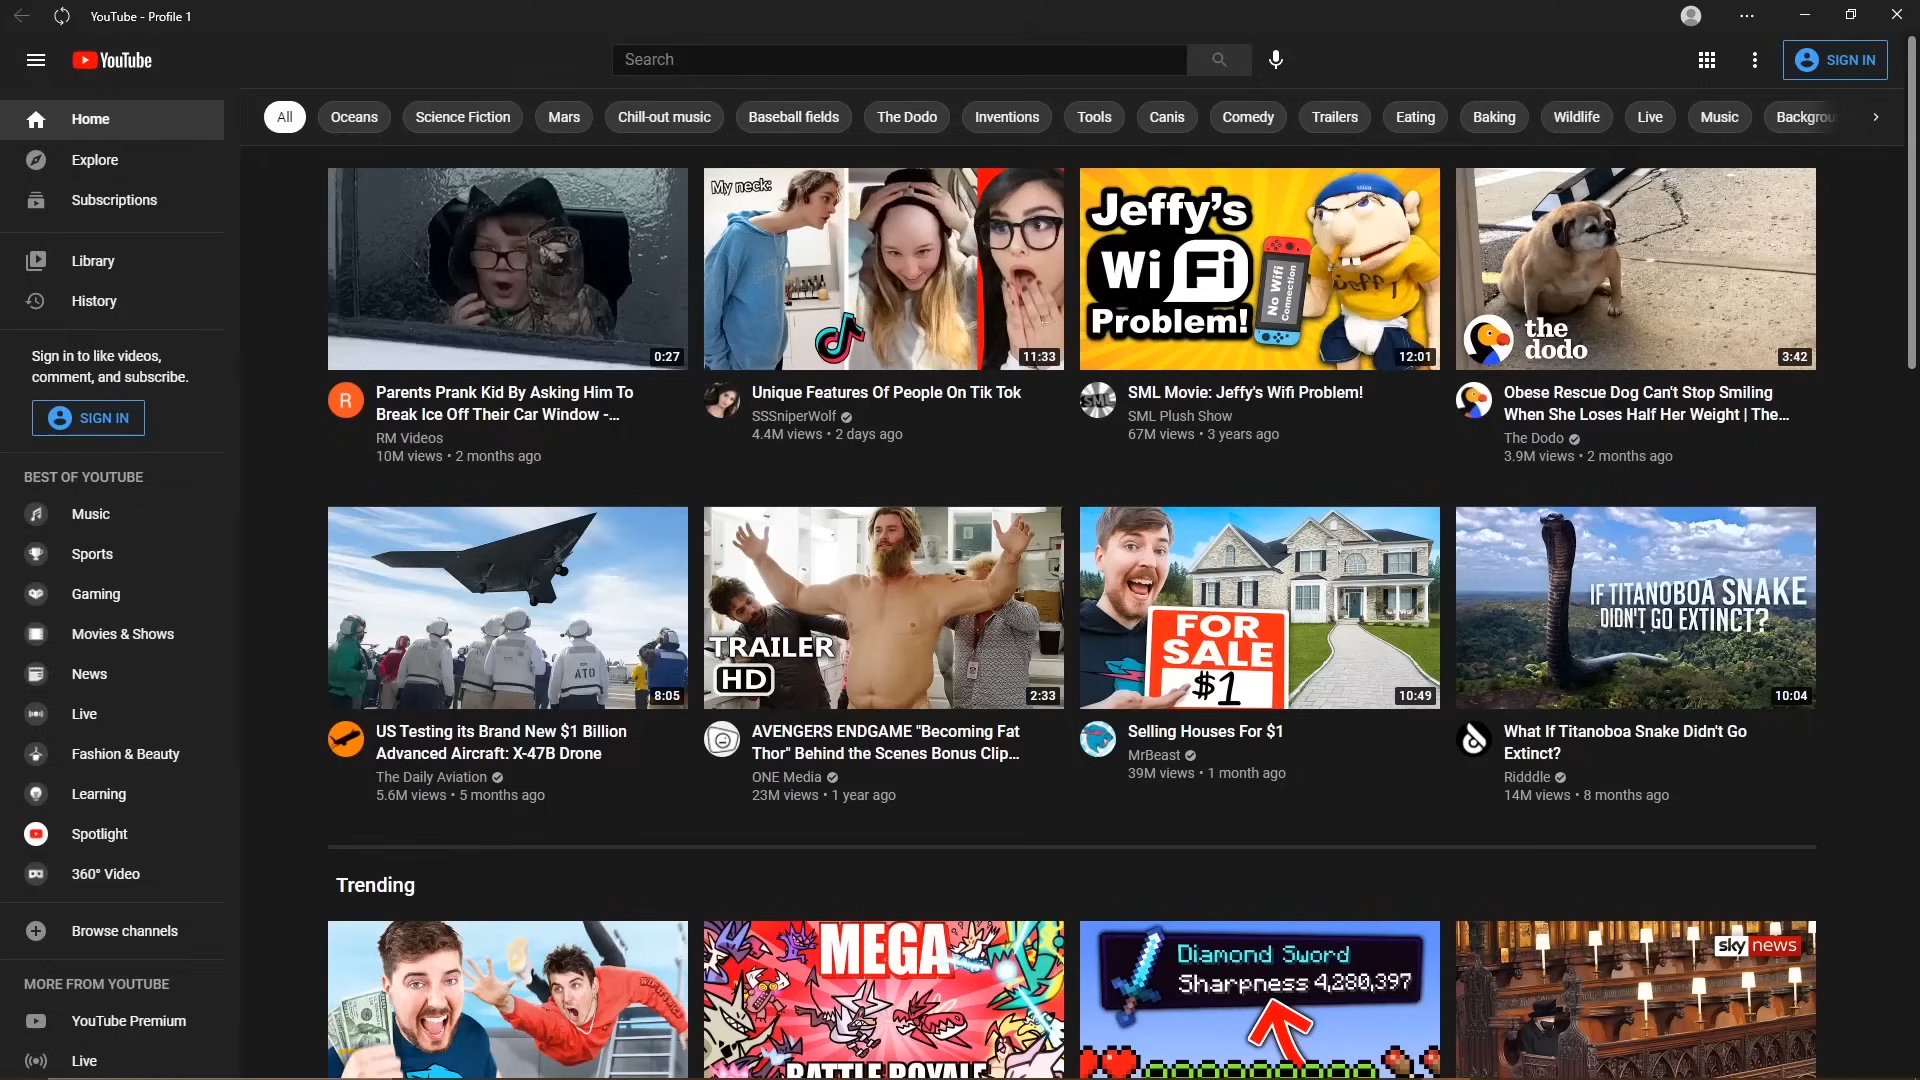 YouTube - Profile 1
YouTube
Search
SIGN IN
Home
Explore
Subscriptions
Library
History
Sign in to like videos,
comment, and subscribe.
SIGN IN
BEST OF YOUTUBE
Music
Sports
Gaming
Movies & Shows
News
Live
Fashion & Beauty
Learning
Spotlight
360° Video
Browse channels
MORE FROM YOUTUBE
YouTube Premium
Live
All Oceans Science Fiction Mars Chill-out music Baseball fields The Dodo Inventions Tools Canis Comedy Trailers Eating Baking Wildlife Live Music Backgrou
0:27
R
Parents Prank Kid By Asking Him To
Break Ice Off Their Car Window -...
RM Videos
10M views • 2 months ago
My neck:
11:33
Unique Features Of People On Tik Tok
SSSniperWolf
4.4M views • 2 days ago
Jeffy's
WiFi
Problem!
No Wifi
Connection
Jeffy
12:01
SML
SML Movie: Jeffy's Wifi Problem!
SML Plush Show
67M views • 3 years ago
the
dodo
3:42
Obese Rescue Dog Can't Stop Smiling
When She Loses Half Her Weight | The...
The Dodo
3.9M views • 2 months ago
ATO
8:05
US Testing its Brand New $1 Billion
Advanced Aircraft: X-47B Drone
The Daily Aviation
5.6M views • 5 months ago
TRAILER
HD
2:33
AVENGERS ENDGAME "Becoming Fat
Thor" Behind the Scenes Bonus Clip...
ONE Media
23M views • 1 year ago
FOR
SALE
$1
10:49
Selling Houses For $1
MrBeast
39M views • 1 month ago
IF TITANOBOA SNAKE
DIDN'T GO EXTINCT?
10:04
What If Titanoboa Snake Didn't Go
Extinct?
Ridddle
14M views • 8 months ago
Trending
MEGA
BATTLE ROYALE
Diamond Sword
Sharpness 4,280,397
sky news